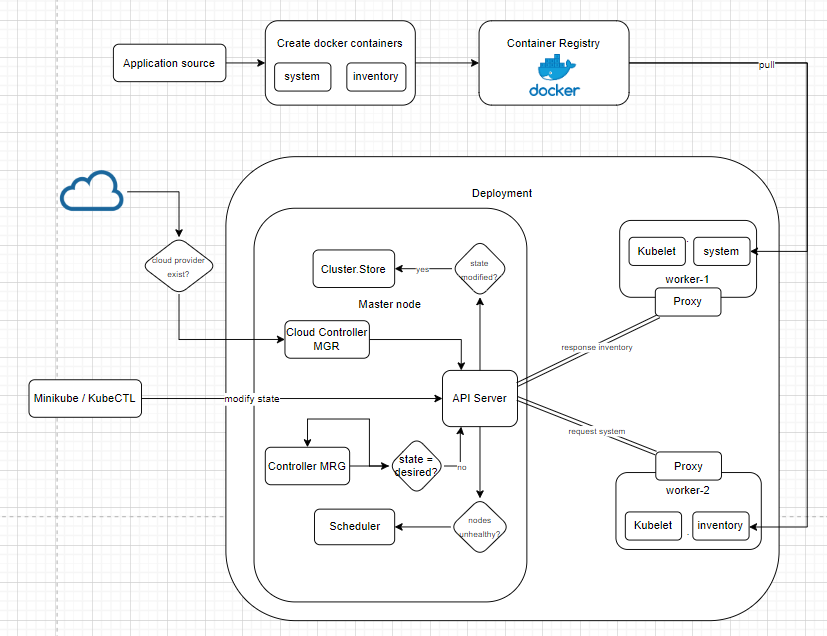 Application source
Create docker containers
system
inventory
Container Registry
docker
pull
Deployment
cloud provider
exist?
Cluster.Store
yes
state
modified?
Master node
Cloud Controller
MGR
Kubelet
system
worker-1
Proxy
response inventory
Minikube / KubeCTL
modify state
API Server
request system
Controller MRG
state =
desired?
no
Proxy
worker-2
Kubelet
inventory
Scheduler
nodes
unhealthy?